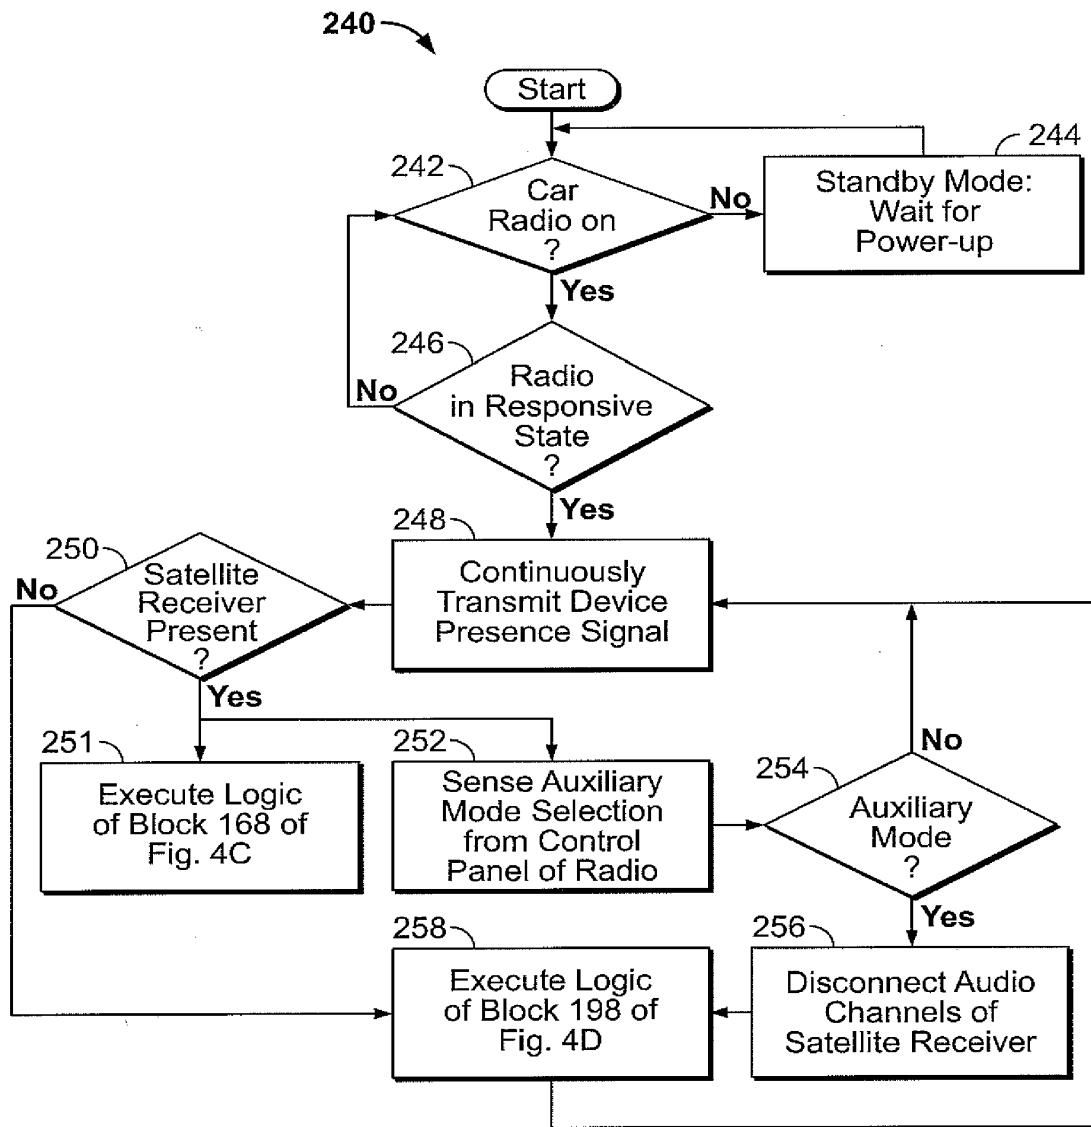 240
Start
242
Car
Radio on
?
No
244
Standby Mode:
Wait for
Power-up
Yes
246
No
Radio
in Responsive
State
?
Yes
248
Continuously
Transmit Device
Presence Signal
250
No
Satellite
Receiver
Present
?
Yes
251
Execute Logic
of Block 168 of
Fig. 4C
252
Sense Auxiliary
Mode Selection
from Control
Panel of Radio
No
254
Auxiliary
Mode
?
Yes
258
Execute Logic
of Block 198 of
Fig. 4D
256
Disconnect Audio
Channels of
Satellite Receiver